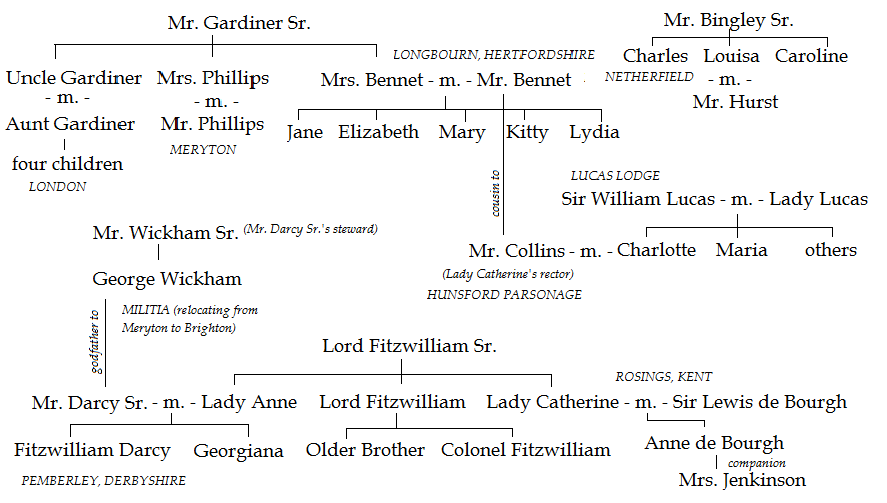 Mr. Gardiner Sr.
Mr. Bingley Sr.
LONGBOURN, HERTFORDSHIRE
Charles Louisa Caroline
Uncle Gardiner Mrs. Phillips Mrs. Bennet - m. - Mr. Bennet
NETHERFIELD - m. -
- m. - - m. -
Mr. Hurst
Aunt Gardiner Mr. Phillips
Jane Elizabeth Mary Kitty Lydia
MERYTON
four children
LONDON
LUCAS LODGE
cousin to
Sir William Lucas - m. - Lady Lucas
Mr. Wickham Sr. (Mr. Darcy Sr.'s steward)
Mr. Collins - m. - Charlotte Maria others
(Lady Catherine's rector)
George Wickham
HUNSFORD PARSONAGE
MILITIA (relocating from
Meryton to Brighton)
godfather to
Lord Fitzwilliam Sr.
ROSINGS, KENT
Mr. Darcy Sr. - m. - Lady Anne Lord Fitzwilliam Lady Catherine - m. - Sir Lewis de Bourgh
Fitzwilliam Darcy Georgiana Older Brother Colonel Fitzwilliam Anne de Bourgh
companion
PEMBERLEY, DERBYSHIRE
Mrs. Jenkinson